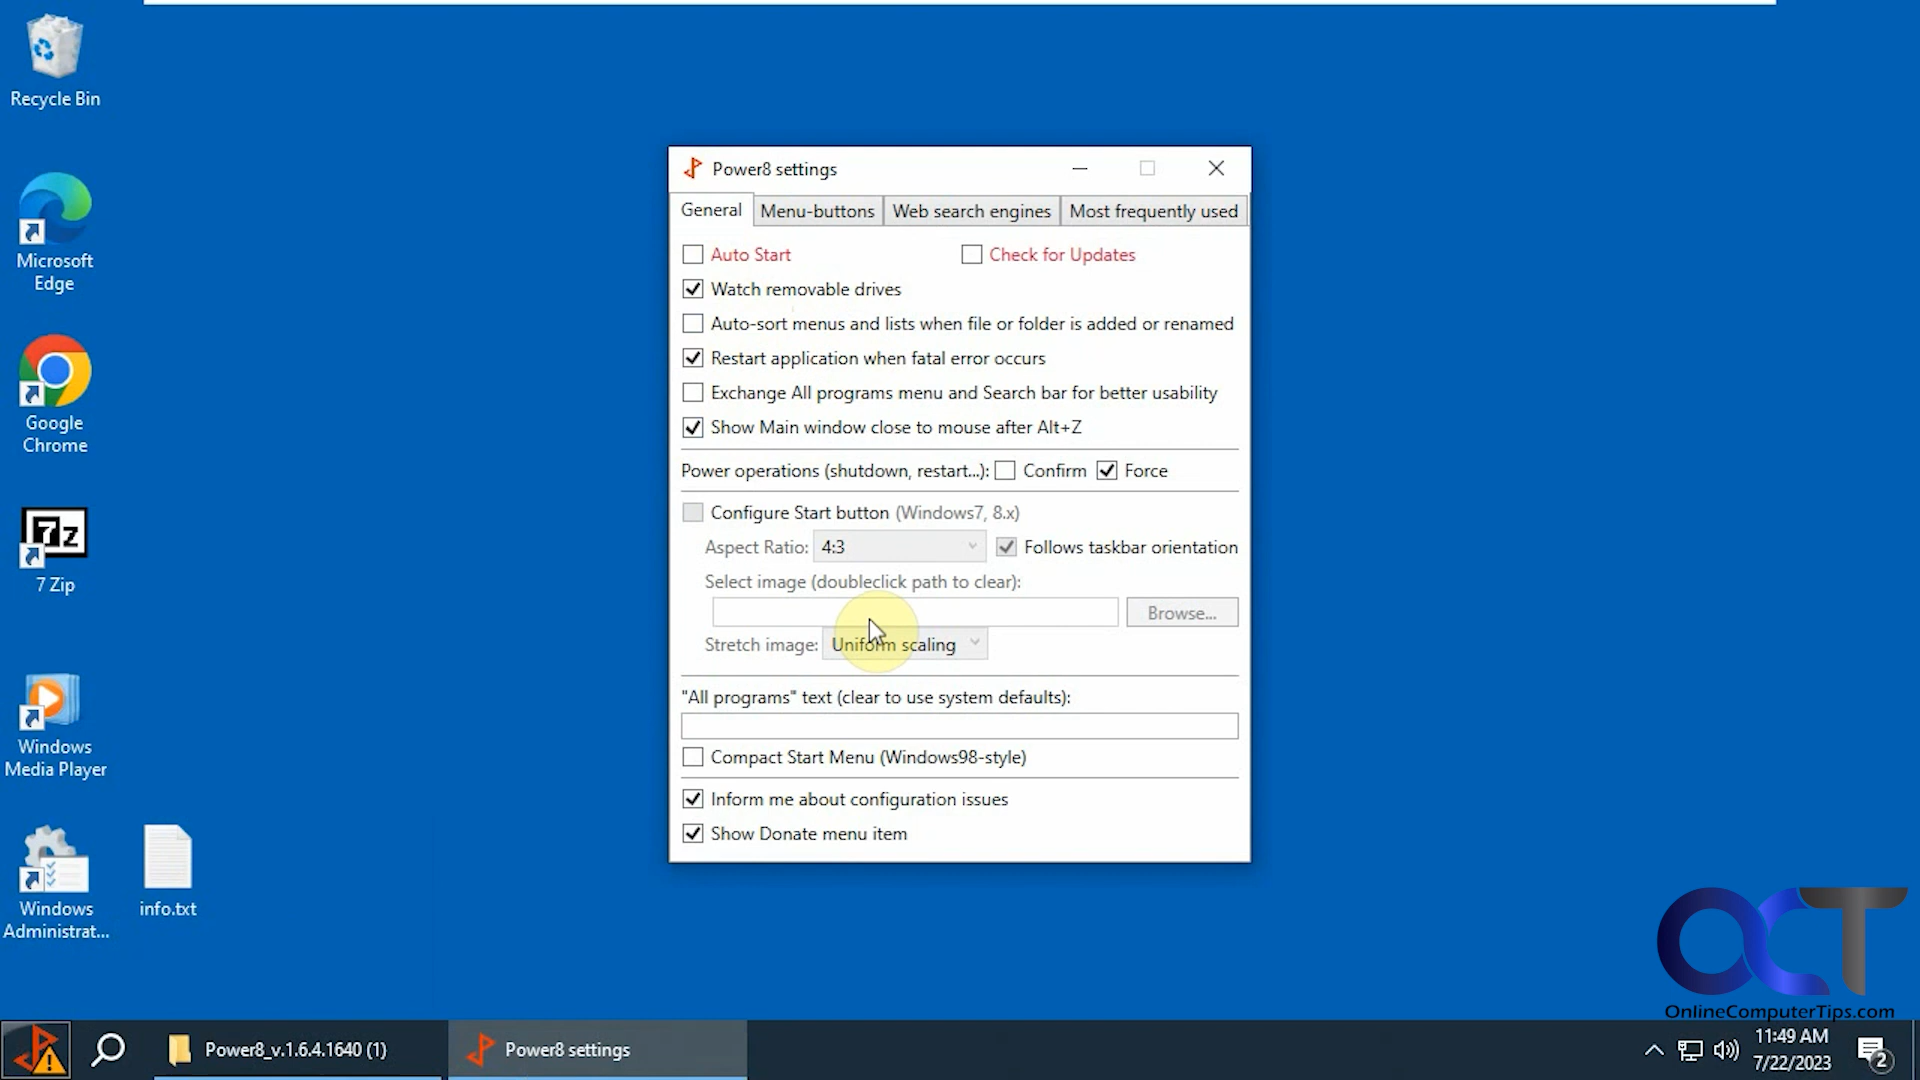 Recycle Bin
Microsoft
Edge
Google
Chrome
7z
7 Zip
Windows
Media Player
Windows
Administrat...
info.txt
Power8 settings
General
Menu-buttons
Web search engines
Most frequently used
Auto Start
Check for Updates
Watch removable drives
Auto-sort menus and lists when file or folder is added or renamed
Restart application when fatal error occurs
Exchange All programs menu and Search bar for better usability
Show Main window close to mouse after Alt+Z
Power operations (shutdown, restart...):
Confirm
Force
Configure Start button (Windows7, 8.x)
Aspect Ratio:
4:3
Follows taskbar orientation
Select image (doubleclick path to clear):
Browse...
Stretch image:
Uniform scaling
"All programs" text (clear to use system defaults):
Compact Start Menu (Windows98-style)
Inform me about configuration issues
Show Donate menu item
OCT
OnlineComputerTips.com
Power8_v.1.6.4.1640 (1)
Power8 settings
11:49 AM
7/22/2023
2